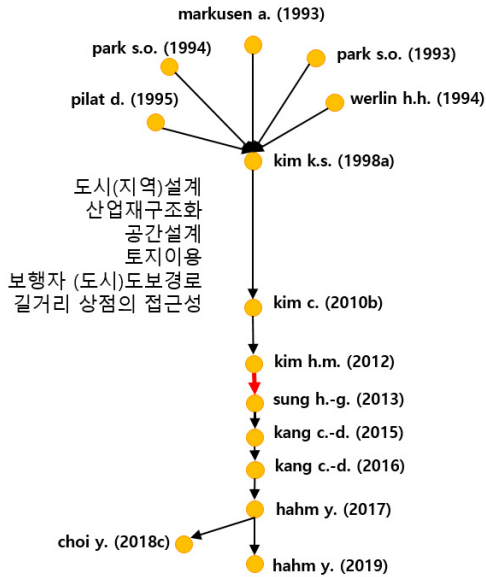 markusen a. (1993)
park s.o. (1994)
park s.o. (1993)
pilat d. (1995)
werlin h.h. (1994)
kim k.s. (1998a)
도시(지역)설계
산업재구조화
공간설계
토지이용
보행자 (도시)도보경로
길거리 상점의 접근성
kim c. (2010b)
kim h.m. (2012)
sung h.-g. (2013)
kang c.-d. (2015)
kang c.-d. (2016)
hahm y. (2017)
choi y. (2018c)
hahm y. (2019)